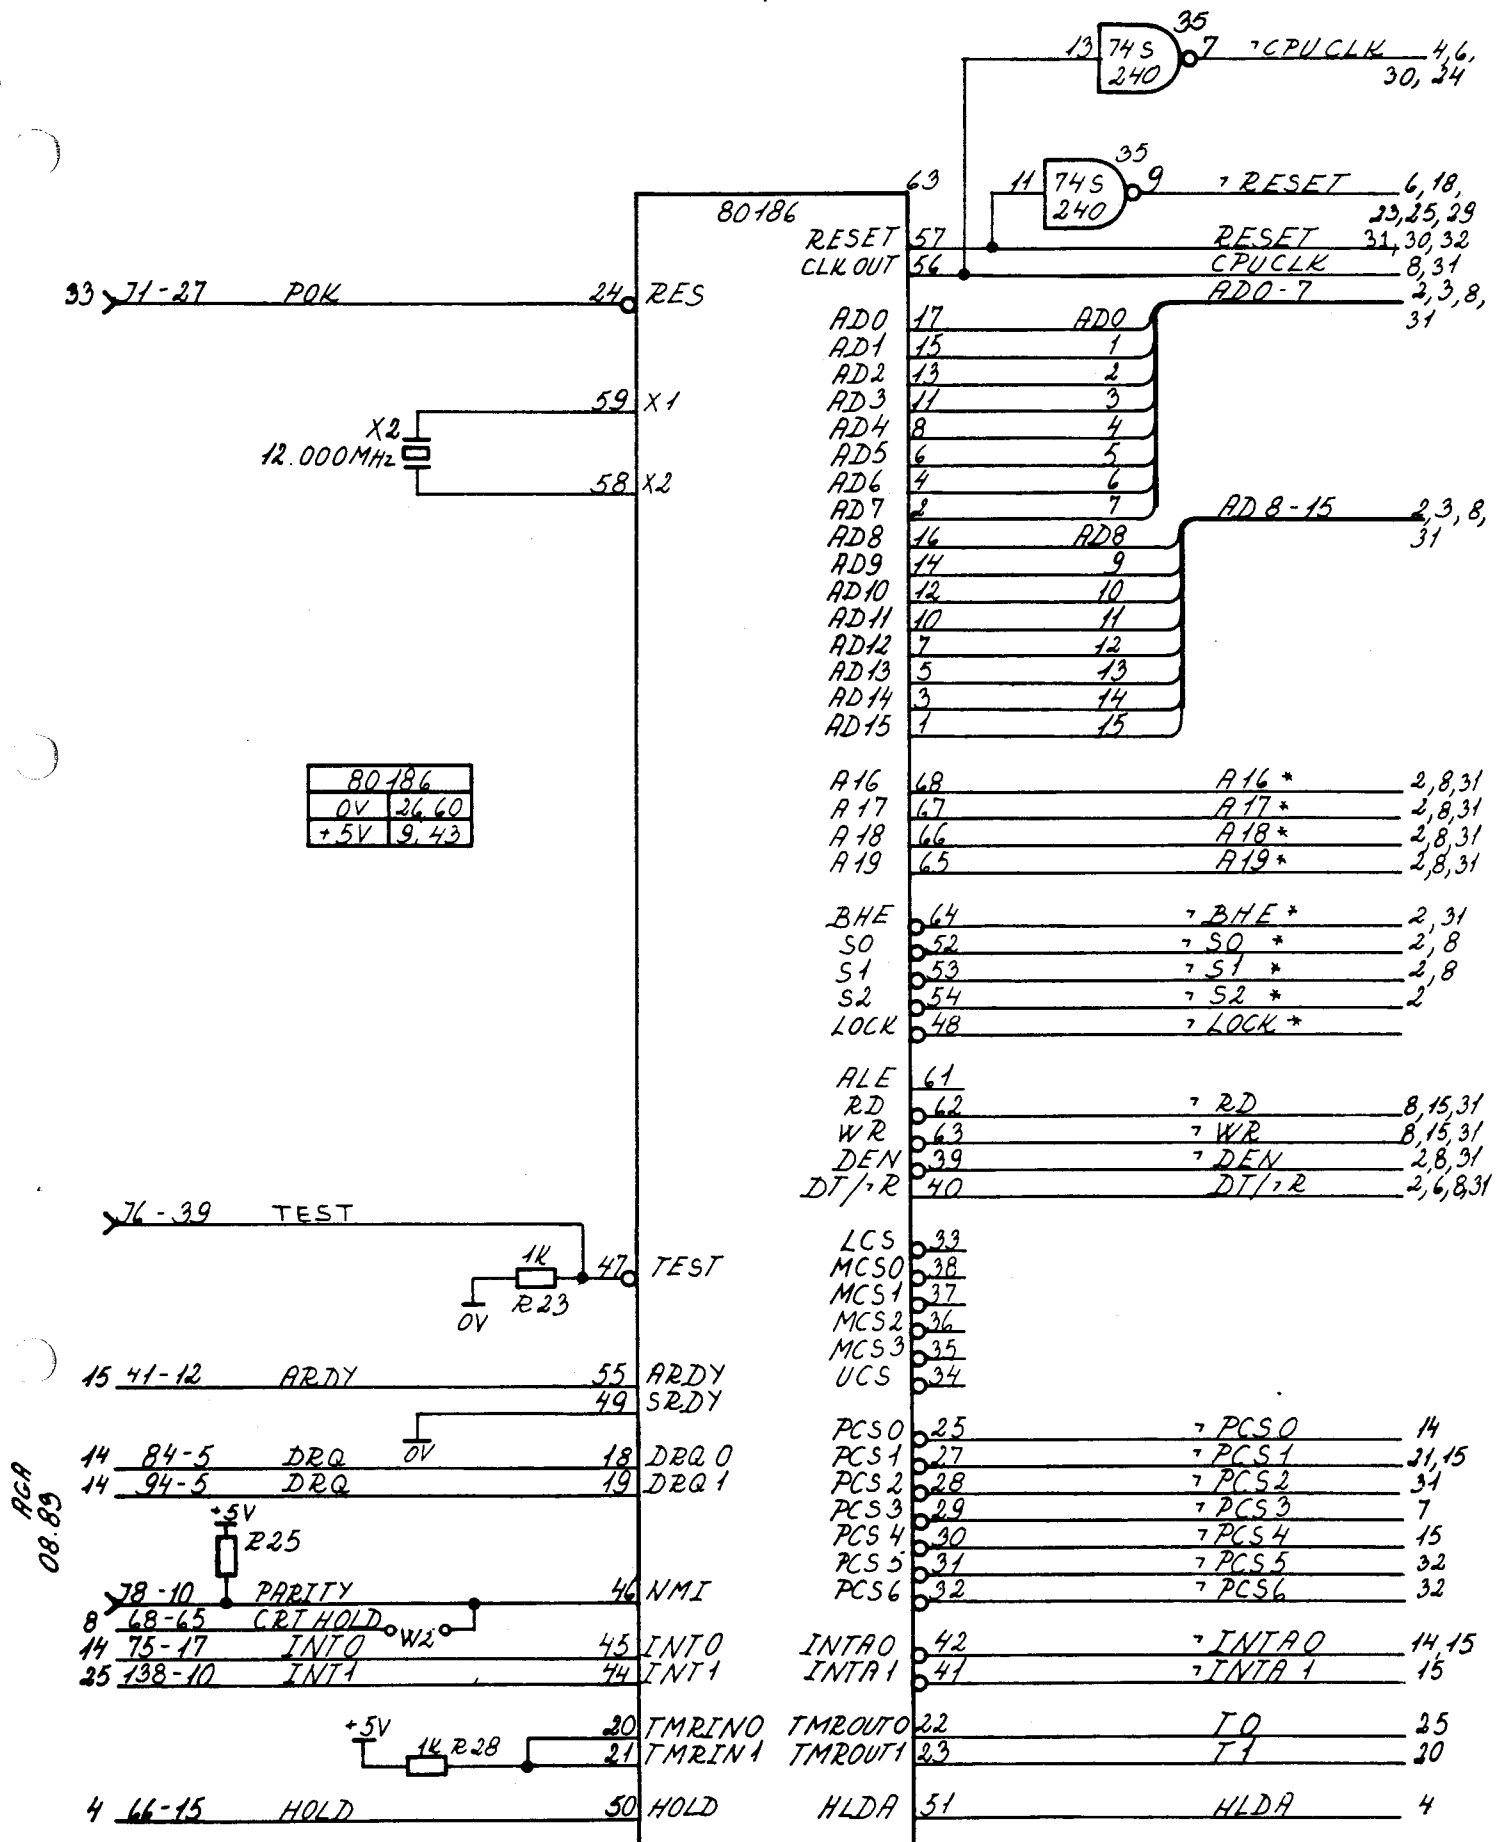 35
13 74S 7 ¬CPUCLK 4,6,
240 30, 24
35
63 11 74S 9 ¬RESET 6,18,
80186 240 23,25,29
RESET 57 RESET 31,30,32
CLKOUT 56 CPUCLK 8,31
33 J1-27 POK 24 RES AD0-7 2,3,8,
31
AD0 17 AD0
AD1 15 1
AD2 13 2
59 X1 AD3 11 3
X2 AD4 8 4
12.000MHz AD5 6 5
58 X2 AD6 4 6
AD7 2 7 AD8-15 2,3,8,
AD8 16 AD8 31
AD9 14 9
AD10 12 10
AD11 10 11
AD12 7 12
AD13 5 13
AD14 3 14
AD15 1 15
80186
0V 26,60
+5V 9,43
A16 68 A16* 2,8,31
A17 67 A17* 2,8,31
A18 66 A18* 2,8,31
A19 65 A19* 2,8,31
BHE 64 ¬BHE* 2,31
S0 52 ¬S0 * 2,8
S1 53 ¬S1 * 2,8
S2 54 ¬S2 * 2
LOCK 48 ¬LOCK*
ALE 61
RD 62 ¬RD 8,15,31
WR 63 ¬WR 8,15,31
DEN 39 ¬DEN 2,8,31
DT/¬R 40 DT/¬R 2,6,8,31
J6-39 TEST
LCS 33
1K 47 TEST MCS0 38
0V R23 MCS1 37
MCS2 36
MCS3 35
15 41-12 ARDY 55 ARDY UCS 34
49 SRDY
0V
PCS0 25 ¬PCS0 14
14 84-5 DRQ 18 DRQ0 PCS1 27 ¬PCS1 21,15
14 94-5 DRQ 19 DRQ1 PCS2 28 ¬PCS2 31
AGA
08.83
+5V PCS3 29 ¬PCS3 7
R25 PCS4 30 ¬PCS4 15
PCS5 31 ¬PCS5 32
J8-10 PARITY 46 NMI PCS6 32 ¬PCS6 32
8 68-65 CRT HOLD W2
14 75-17 INT0 45 INT0 INTA0 42 ¬INTA0 14,15
25 138-10 INT1 44 INT1 INTA1 41 ¬INTA1 15
+5V 20 TMRIN0 TMROUT0 22 T0 25
1K R28 21 TMRIN1 TMROUT1 23 T1 20
4 66-15 HOLD 50 HOLD HLDA 51 HLDA 4